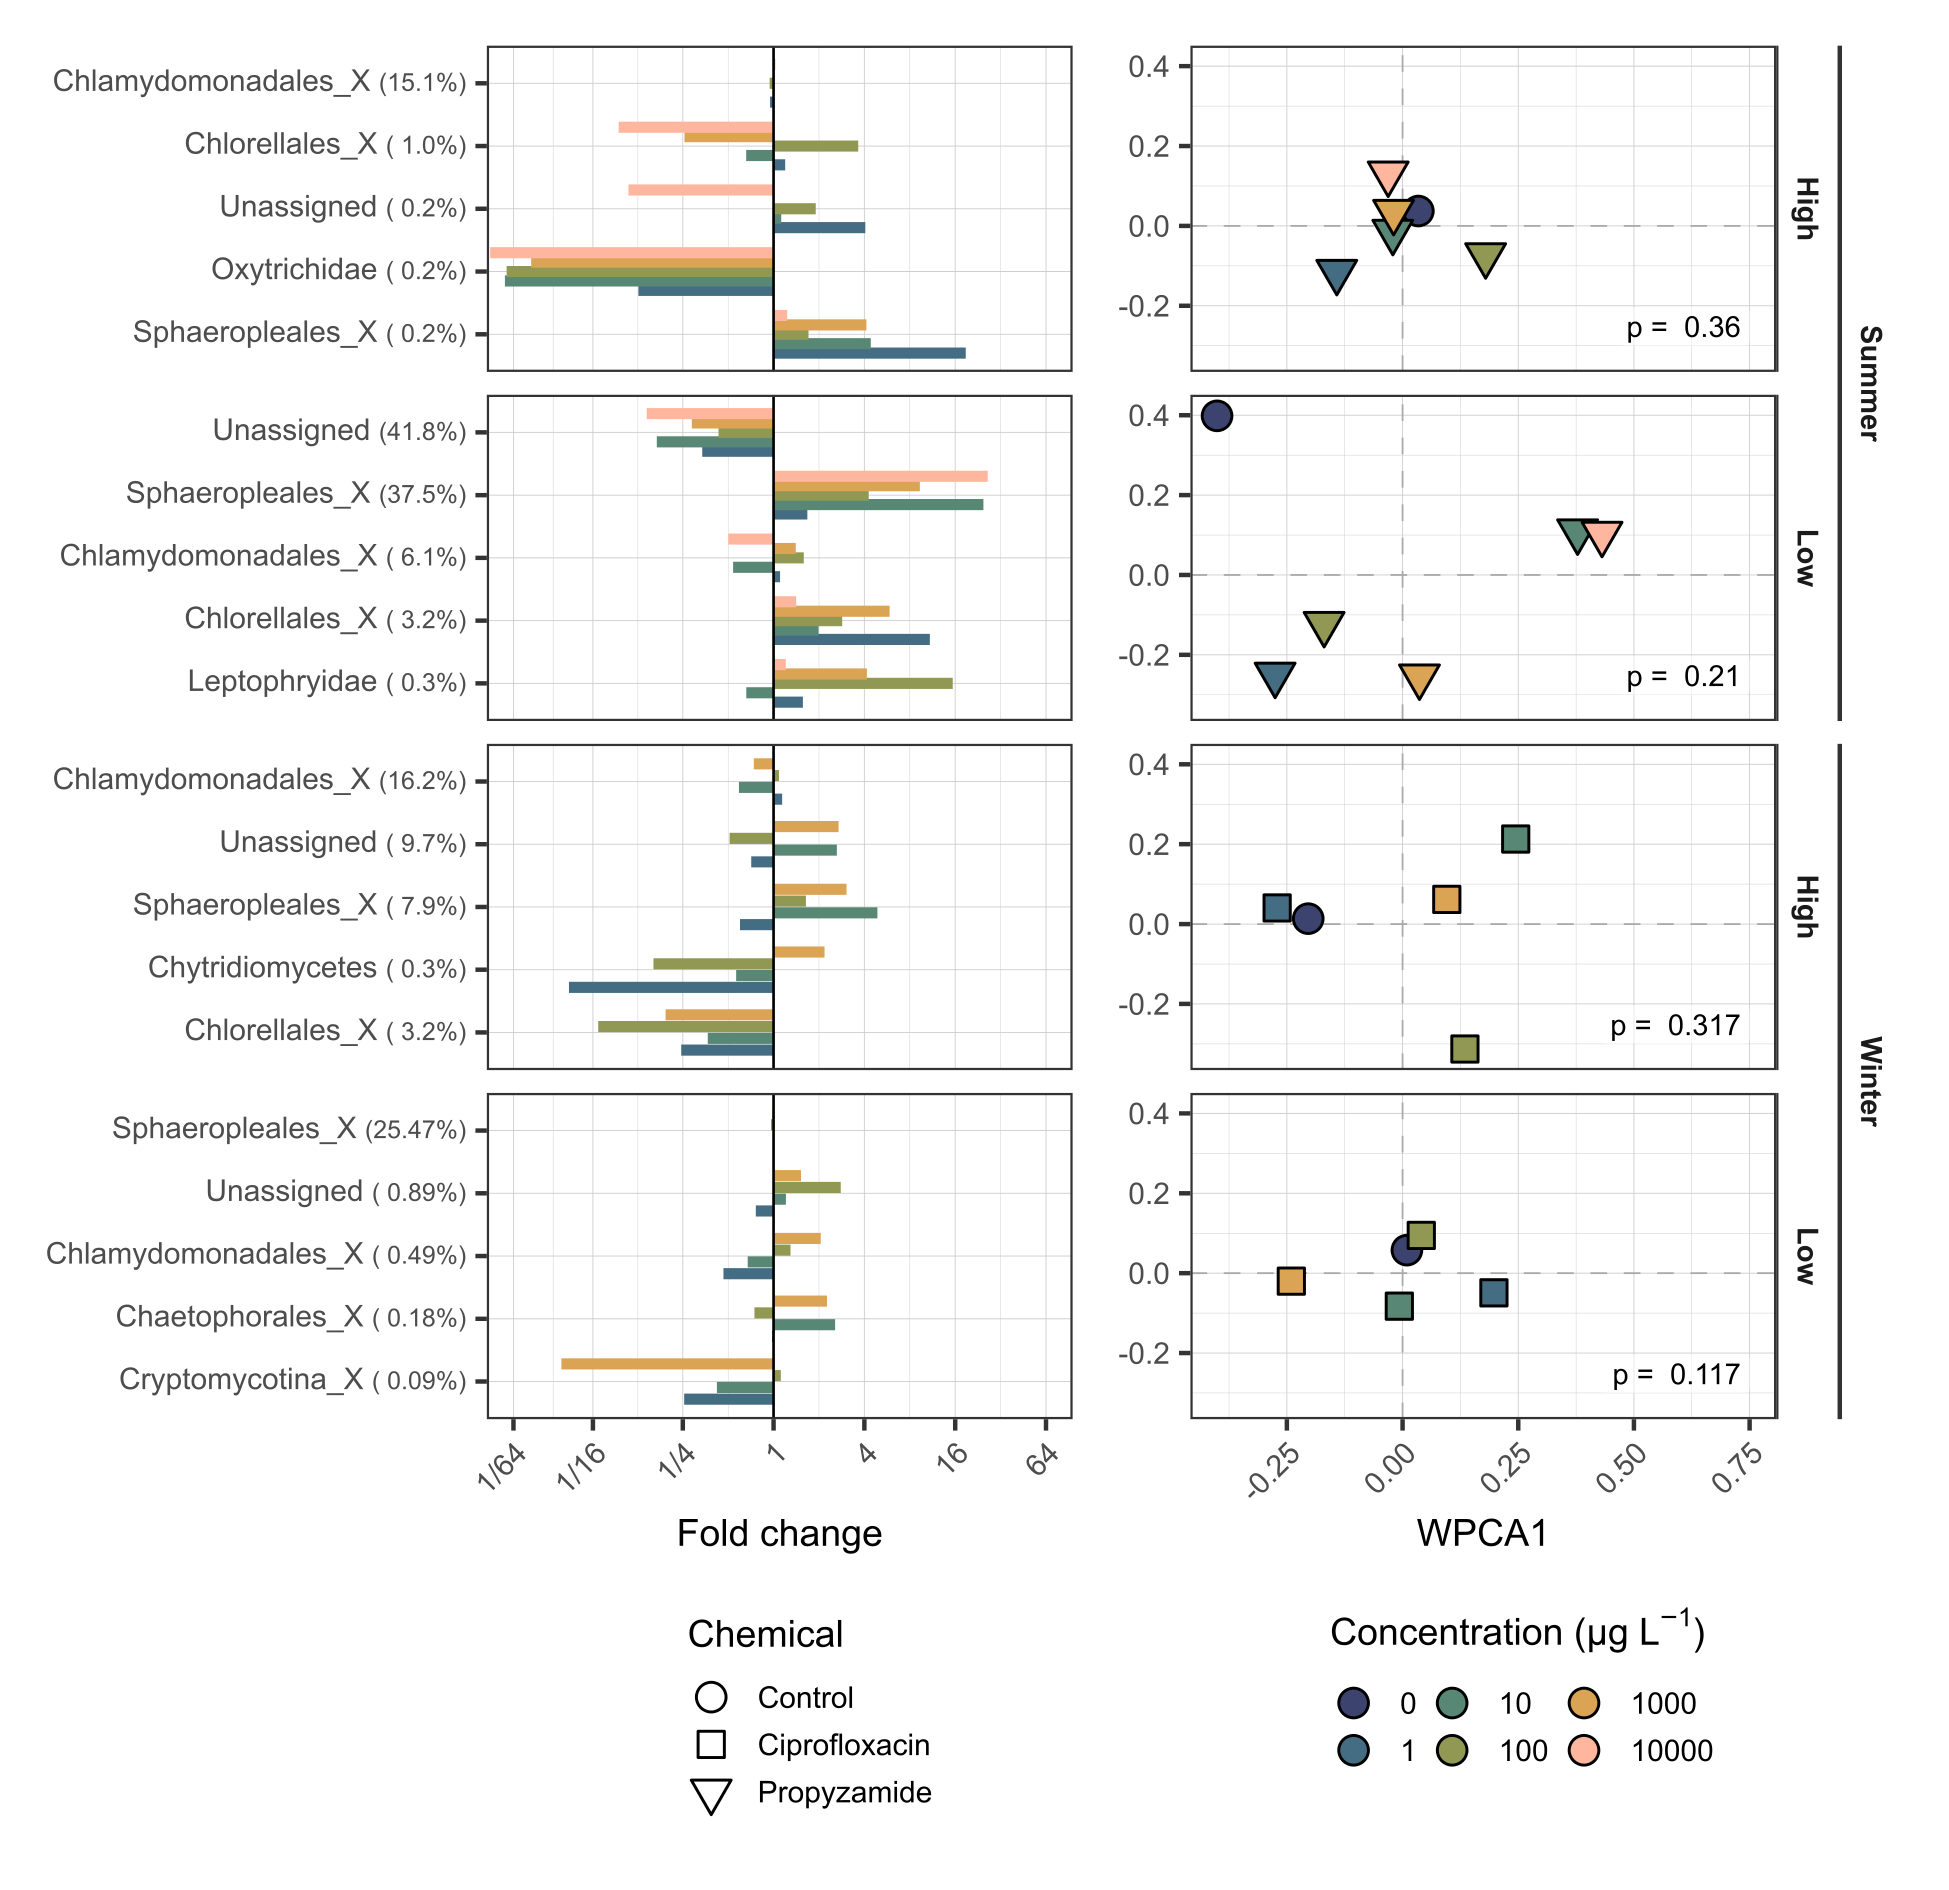 Chlamydomonadales_X (15.1%)
Chlorellales_X ( 1.0%)
Unassigned ( 0.2%)
Oxytrichidae ( 0.2%)
Sphaeropleales_X ( 0.2%)
0.4
0.2
0.0
-0.2
p = 0.36
High
Unassigned (41.8%)
Sphaeropleales_X (37.5%)
Chlamydomonadales_X ( 6.1%)
Chlorellales_X ( 3.2%)
Leptophryidae ( 0.3%)
0.4
0.2
0.0
-0.2
p = 0.21
Low
Summer
Chlamydomonadales_X (16.2%)
Unassigned ( 9.7%)
Sphaeropleales_X ( 7.9%)
Chytridiomycetes ( 0.3%)
Chlorellales_X ( 3.2%)
0.4
0.2
0.0
-0.2
p = 0.317
High
Sphaeropleales_X (25.47%)
Unassigned ( 0.89%)
Chlamydomonadales_X ( 0.49%)
Chaetophorales_X ( 0.18%)
Cryptomycotina_X ( 0.09%)
0.4
0.2
0.0
-0.2
p = 0.117
Low
Winter
1/64 1/16 1/4 1 4 16 64
Fold change
-0.25 0.00 0.25 0.50 0.75
WPCA1
Chemical
Control
Ciprofloxacin
Propyzamide
Concentration (µg L⁻¹)
0 10 1000
1 100 10000